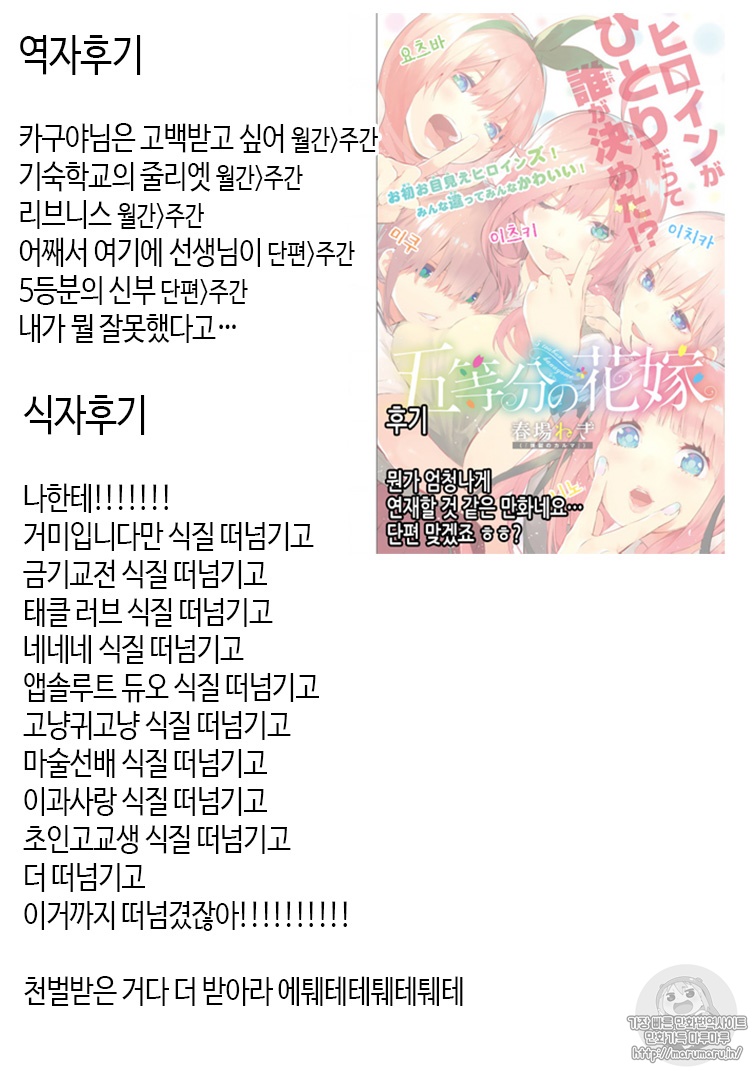 역자후기
카구야님은 고백받고 싶어 월간>주간
기숙학교의 줄리엣 월간>주간
리브니스 월간>주간
어째서 여기에 선생님이 단편>주간
5등분의 신부 단편>주간
내가 뭘 잘못했다고…
식자후기
나한테!!!!!!!
거미입니다만 식질 떠넘기고
금기교전 식질 떠넘기고
태클 러브 식질 떠넘기고
네네네 식질 떠넘기고
앱솔루트 듀오 식질 떠넘기고
고냥귀고냥 식질 떠넘기고
마술선배 식질 떠넘기고
이과사랑 식질 떠넘기고
초인고교생 식질 떠넘기고
더 떠넘기고
이거까지 떠넘겼잖아!!!!!!!!!!
천벌받은 거다 더 받아라 에퉤테테퉤테퉤테
ヒロインが
ひとりだって
誰が決めた!?
お初お目見えヒロインズ!
みんな違ってみんなかわいい!
요츠바
미쿠
이츠키
이치카
五等分の花嫁
春場ねぎ
후기
뭔가 엄청나게
연재할 것 같은 만화네요…
단편 맞겠죠 ㅎㅎ?
가장 빠른 만화번역사이트
만화가득 마루마루
http://marumaru.in/